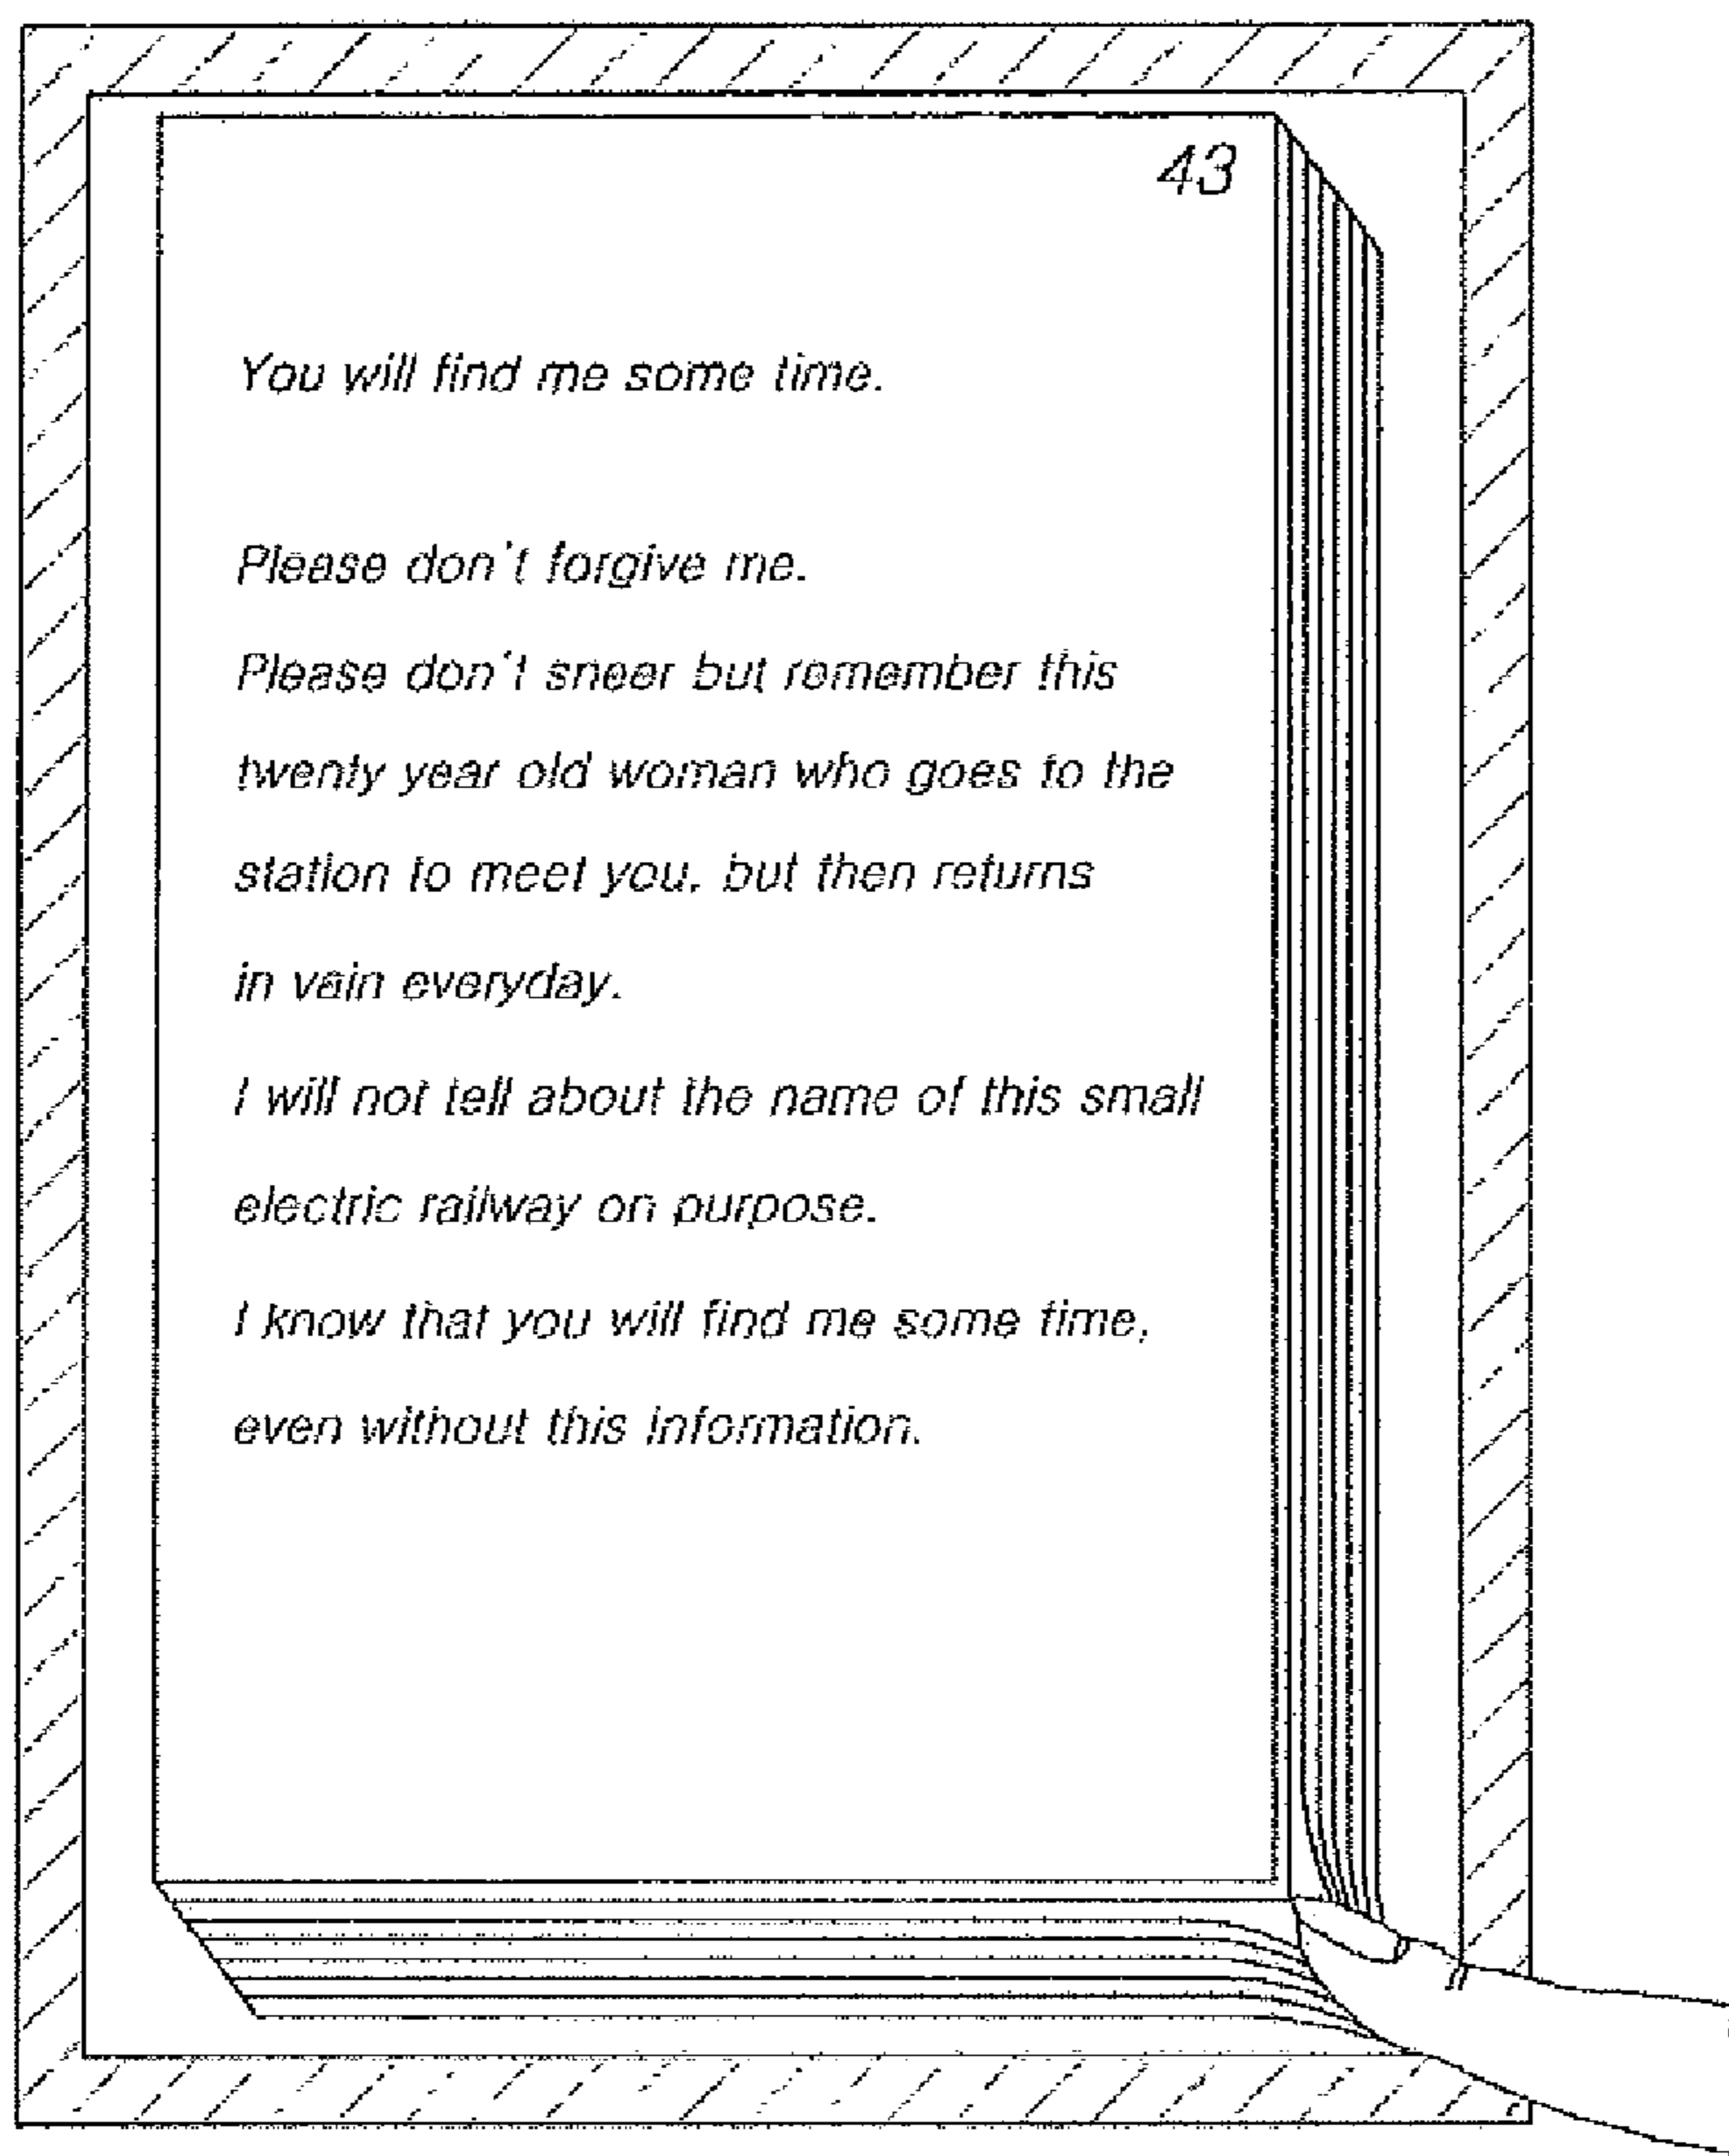 43
You will find me some time.
Please don't forgive me.
Please don't sneer but remember this
twenty year old woman who goes to the
station to meet you, but then returns
in vain everyday.
I will not tell about the name of this small
electric railway on purpose.
I know that you will find me some time,
even without this information.